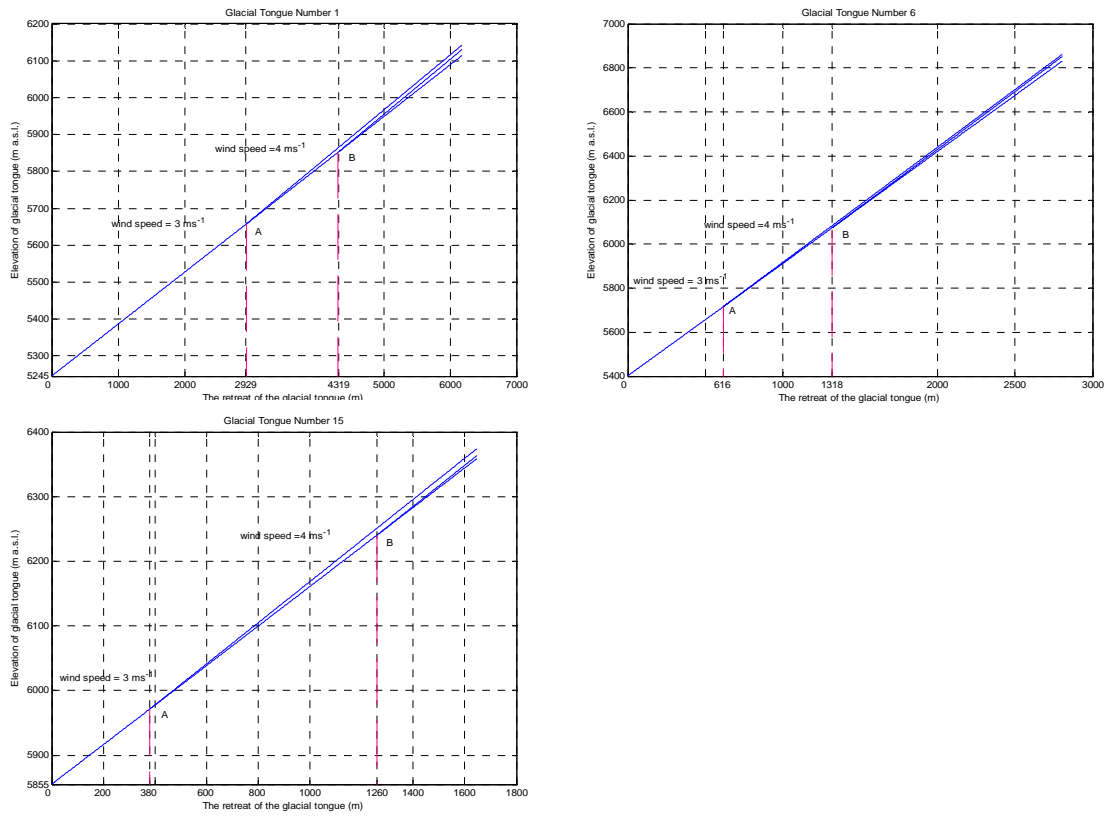 Glacial Tongue Number 1
6200
6100
6000
5900
5800
5700
5600
5500
5400
5300
5245
Elevation of glacial tongue (m a.s.l.)
wind speed =4 ms-1
B
wind speed = 3 ms-1
A
0 1000 2000 2929 4319 5000 6000 7000
The retreat of the glacial tongue (m)
Glacial Tongue Number 6
7000
6800
6600
6400
6200
6000
5800
5600
5400
Elevation of glacial tongue (m a.s.l.)
wind speed =4 ms-1
B
wind speed = 3 ms-1
A
0 616 1000 1318 2000 2500 3000
The retreat of the glacial tongue (m)
Glacial Tongue Number 15
6400
6300
6200
6100
6000
5900
5855
Elevation of glacial tongue (m a.s.l.)
wind speed =4 ms-1
B
wind speed = 3 ms-1
A
0 200 380 600 800 1000 1260 1400 1600 1800
The retreat of the glacial tongue (m)